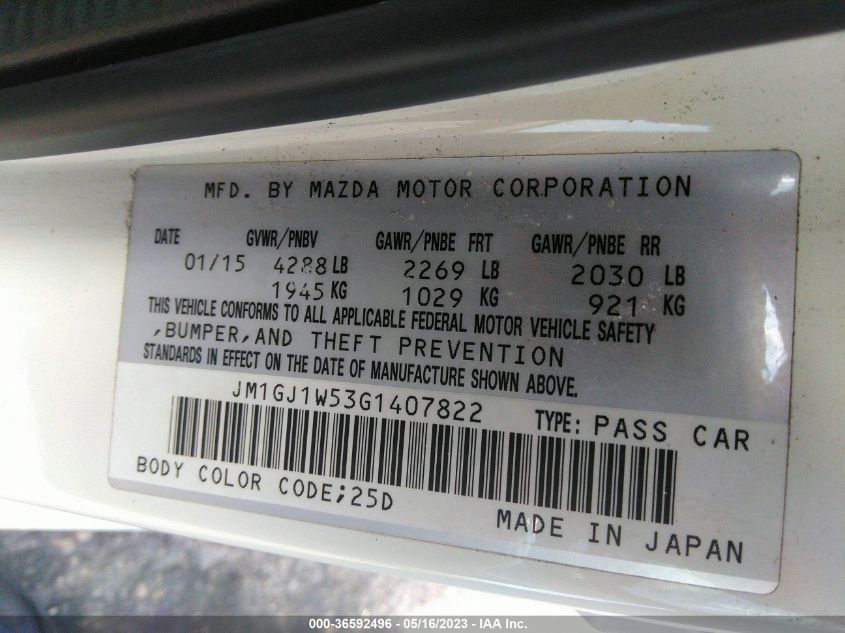 MFD. BY MAZDA MOTOR CORPORATION
DATE GVWR/PNBV GAWR/PNBE FRT GAWR/PNBE RR
01/15 4288 LB 2269 LB 2030 LB
1945 KG 1029 KG 921 KG
THIS VEHICLE CONFORMS TO ALL APPLICABLE FEDERAL MOTOR VEHICLE SAFETY
,BUMPER,AND THEFT PREVENTION
STANDARDS IN EFFECT ON THE DATE OF MANUFACTURE SHOWN ABOVE.
JM1GJ1W53G1407822 TYPE: PASS CAR
BODY COLOR CODE;25D
MADE IN JAPAN
000-36592496 - 05/16/2023 - IAA Inc.